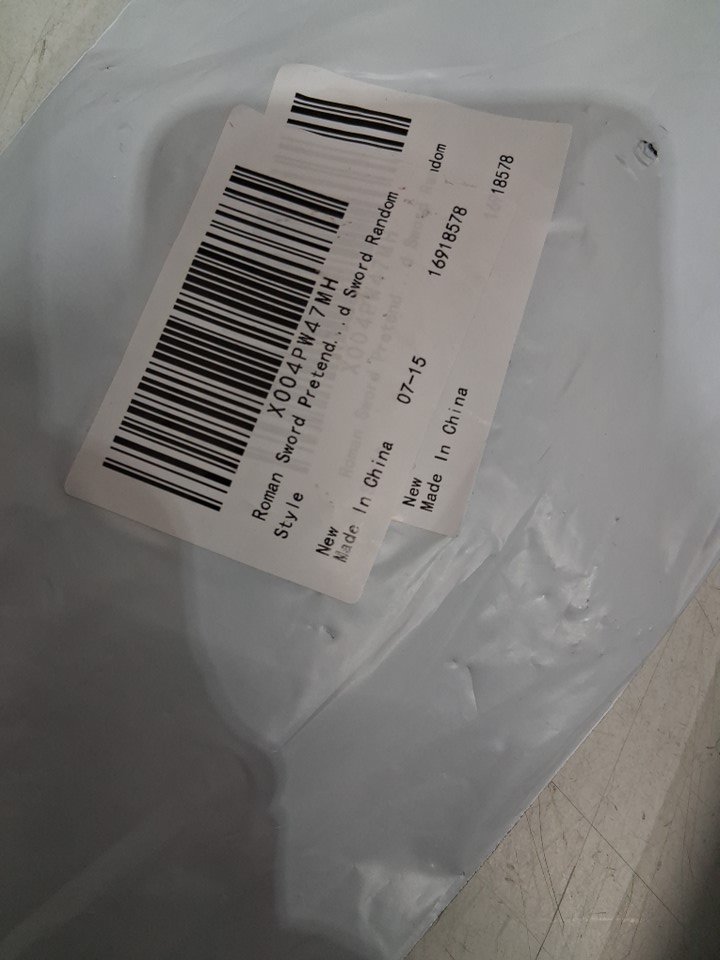 X004PW47MH
Roman Sword Pretend...d Sword Random
Style
New
Made In China 07-15
16918578
idom
New
Made In China
18578